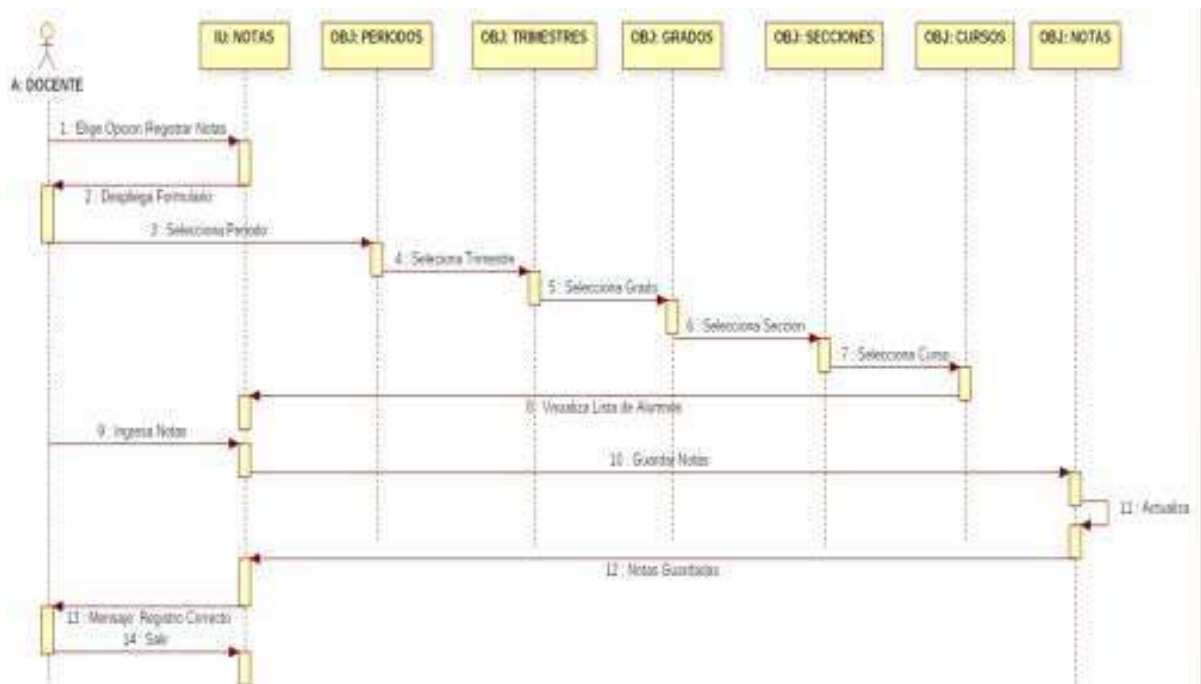 IU: NOTAS
OBJ: PERIODOS
OBJ: TRIMESTRES
OBJ: GRADOS
OBJ: SECCIONES
OBJ: CURSOS
OBJ: NOTAS
A: DOCENTE
1 : Elige Opcion Registrar Notas
2 : Despliega Formulario
3 : Selecciona Periodo
4 : Seleciona Trimestre
5 : Selecciona Grado
6 : Selecciona Seccion
7 : Selecciona Curso
8 : Visualiza Lista de Alumnos
9 : Ingresa Notas
10 : Guardar Notas
11 : Actualiza
12 : Notas Guardadas
13 : Mensaje: Registro Correcto
14 : Salir